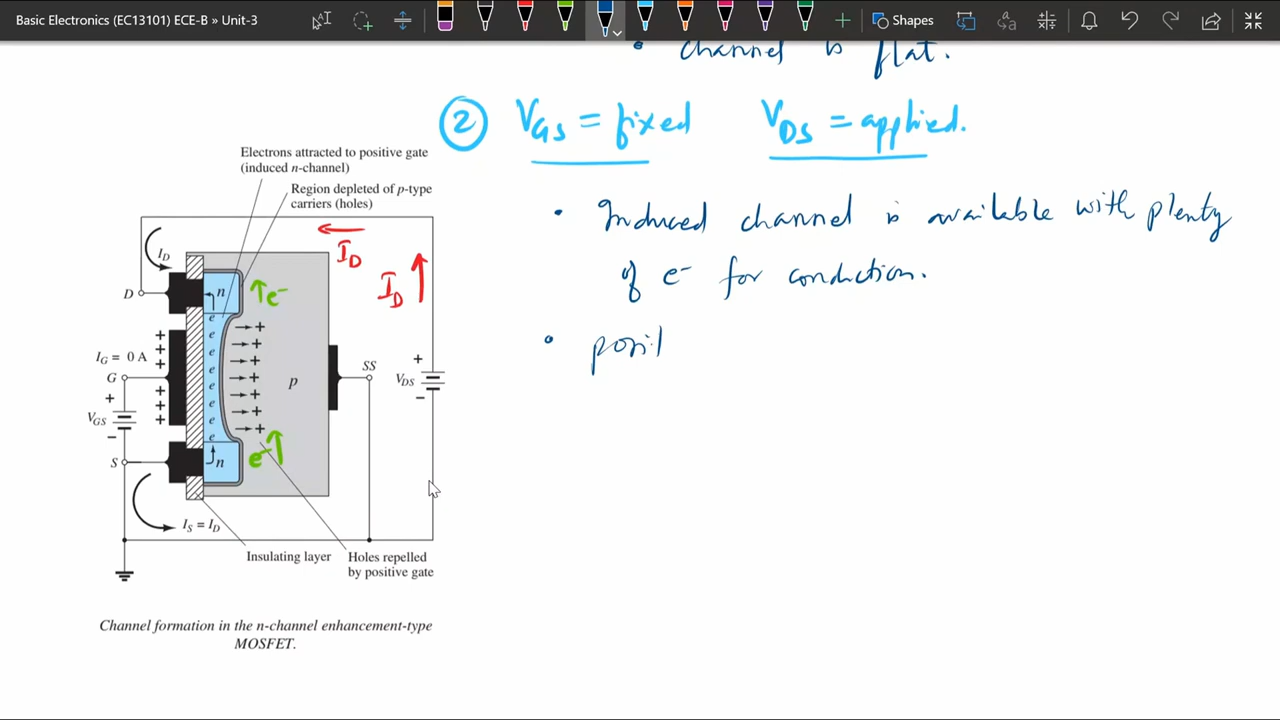 Basic Electronics (EC13101) ECE-B » Unit-3
Shapes
• channel is flat.
② VGS = fixed VDS = applied.
• Induced channel is available with plenty
of e- for conduction.
• posit
Electrons attracted to positive gate
(induced n-channel)
Region depleted of p-type
carriers (holes)
ID
ID
ID
D
n
e-
e
+
IG = 0 A
G
+
VGS
−
S
e
e
e
e
e
e
e
+
+
+
+
+
+
+
p
SS
+
VDS
−
e-
n
IS = ID
Insulating layer
Holes repelled
by positive gate
Channel formation in the n-channel enhancement-type
MOSFET.